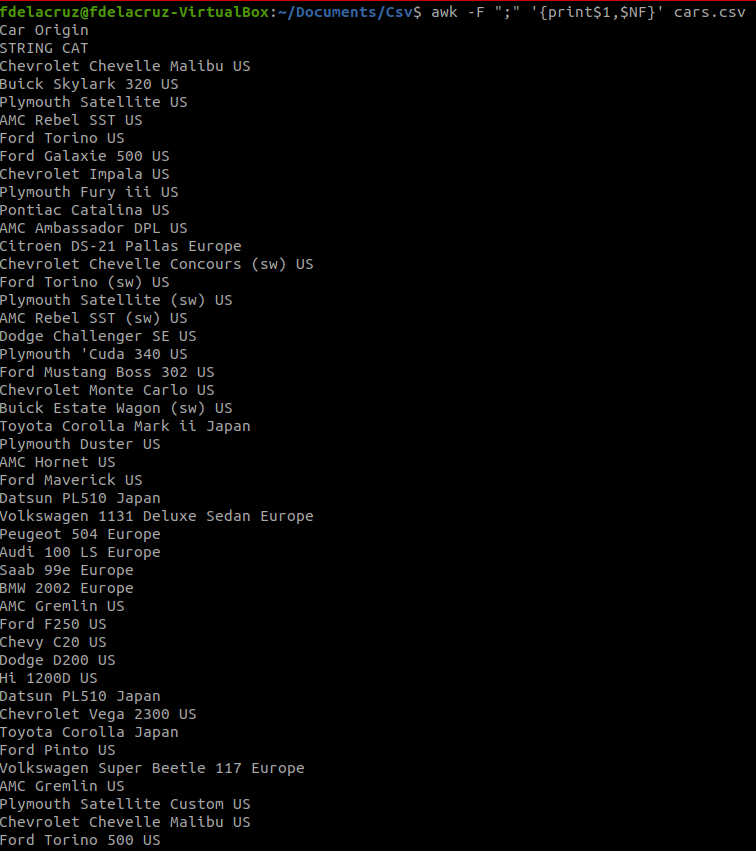 fdelacruz@fdelacruz-VirtualBox:~/Documents/Csv$ awk -F ";" '{print$1,$NF}' cars.csv
Car Origin
STRING CAT
Chevrolet Chevelle Malibu US
Buick Skylark 320 US
Plymouth Satellite US
AMC Rebel SST US
Ford Torino US
Ford Galaxie 500 US
Chevrolet Impala US
Plymouth Fury iii US
Pontiac Catalina US
AMC Ambassador DPL US
Citroen DS-21 Pallas Europe
Chevrolet Chevelle Concours (sw) US
Ford Torino (sw) US
Plymouth Satellite (sw) US
AMC Rebel SST (sw) US
Dodge Challenger SE US
Plymouth 'Cuda 340 US
Ford Mustang Boss 302 US
Chevrolet Monte Carlo US
Buick Estate Wagon (sw) US
Toyota Corolla Mark ii Japan
Plymouth Duster US
AMC Hornet US
Ford Maverick US
Datsun PL510 Japan
Volkswagen 1131 Deluxe Sedan Europe
Peugeot 504 Europe
Audi 100 LS Europe
Saab 99e Europe
BMW 2002 Europe
AMC Gremlin US
Ford F250 US
Chevy C20 US
Dodge D200 US
Hi 1200D US
Datsun PL510 Japan
Chevrolet Vega 2300 US
Toyota Corolla Japan
Ford Pinto US
Volkswagen Super Beetle 117 Europe
AMC Gremlin US
Plymouth Satellite Custom US
Chevrolet Chevelle Malibu US
Ford Torino 500 US